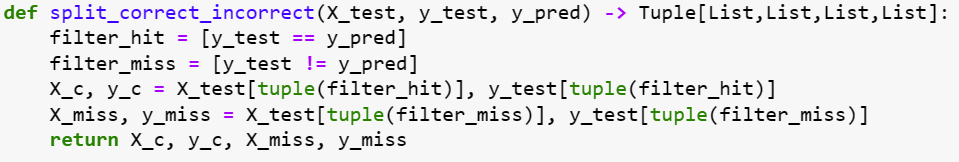 def split_correct_incorrect(X_test, y_test, y_pred) -> Tuple[List,List,List,List]:
    filter_hit = [y_test == y_pred]
    filter_miss = [y_test != y_pred]
    X_c, y_c = X_test[tuple(filter_hit)], y_test[tuple(filter_hit)]
    X_miss, y_miss = X_test[tuple(filter_miss)], y_test[tuple(filter_miss)]
    return X_c, y_c, X_miss, y_miss